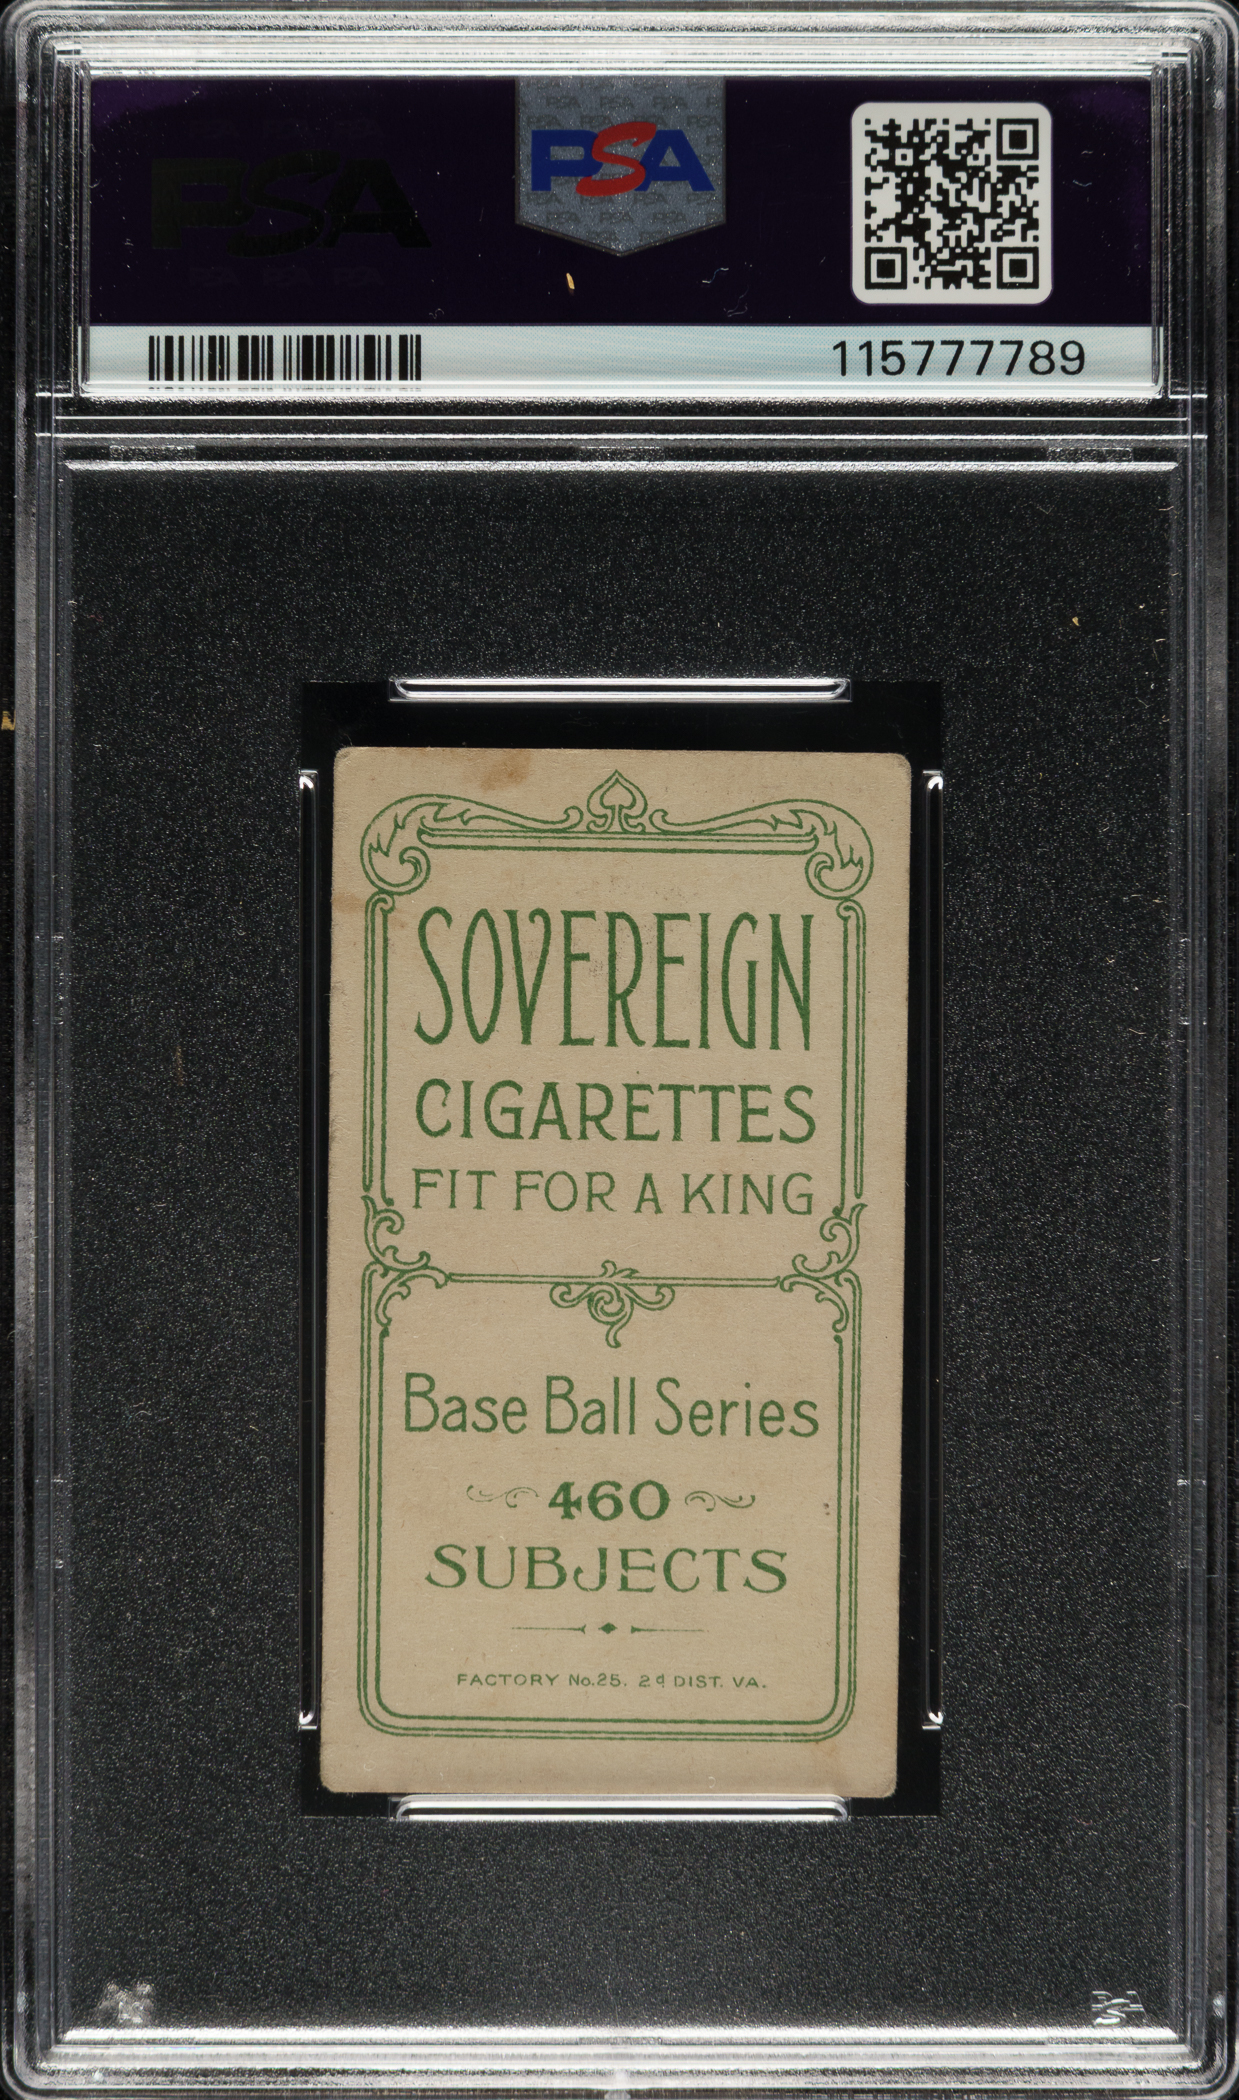 PSA
PSA
115777789
SOVEREIGN
CIGARETTES
FIT FOR A KING
Base Ball Series
460
SUBJECTS
FACTORY No. 25. 2d DIST. VA.
PSA